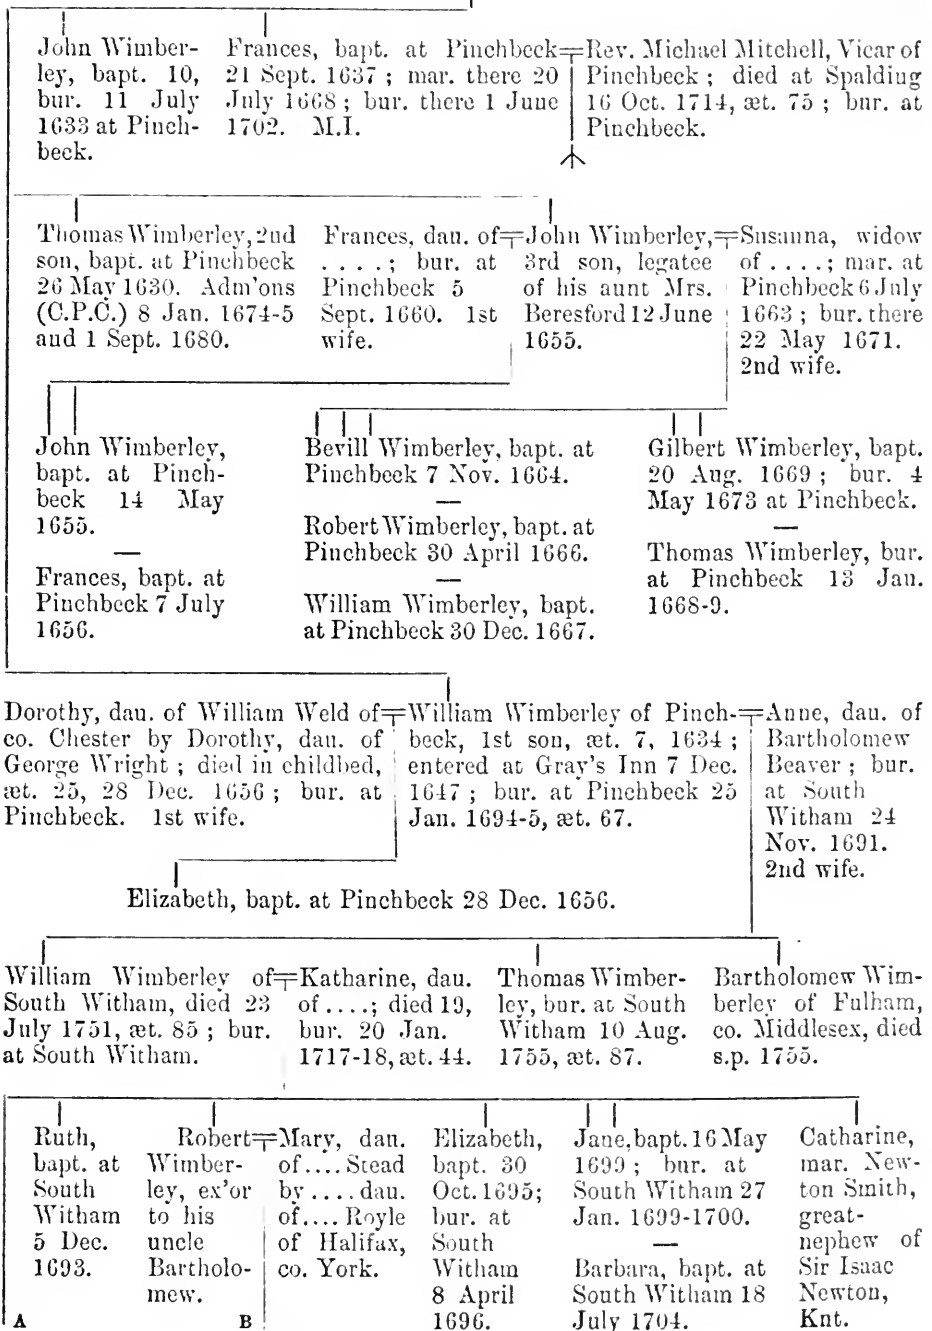 John Wimber-
ley, bapt. 10,
bur. 11 July
1633 at Pinch-
beck.
Frances, bapt. at Pinchbeck
21 Sept. 1637 ; mar. there 20
July 1668 ; bur. there 1 June
1702. M.I.
Rev. Michael Mitchell, Vicar of
Pinchbeck ; died at Spalding
16 Oct. 1714, æt. 75 ; bur. at
Pinchbeck.
Thomas Wimberley, 2nd
son, bapt. at Pinchbeck
26 May 1630. Adm'ons
(C.P.C.) 8 Jan. 1674-5
and 1 Sept. 1680.
Frances, dau. of
. . . . ; bur. at
Pinchbeck 5
Sept. 1660. 1st
wife.
John Wimberley,
3rd son, legatee
of his aunt Mrs.
Beresford 12 June
1655.
Susanna, widow
of . . . . ; mar. at
Pinchbeck 6 July
1663 ; bur. there
22 May 1671.
2nd wife.
John Wimberley,
bapt. at Pinch-
beck 14 May
1655.
—
Frances, bapt. at
Pinchbeck 7 July
1656.
Bevill Wimberley, bapt. at
Pinchbeck 7 Nov. 1664.
—
Robert Wimberley, bapt. at
Pinchbeck 30 April 1666.
—
William Wimberley, bapt.
at Pinchbeck 30 Dec. 1667.
Gilbert Wimberley, bapt.
20 Aug. 1669 ; bur. 4
May 1673 at Pinchbeck.
—
Thomas Wimberley, bur.
at Pinchbeck 13 Jan.
1668-9.
Dorothy, dau. of William Weld of
co. Chester by Dorothy, dau. of
George Wright ; died in childbed,
æt. 25, 28 Dec. 1656 ; bur. at
Pinchbeck. 1st wife.
William Wimberley of Pinch-
beck, 1st son, æt. 7, 1634 ;
entered at Gray's Inn 7 Dec.
1647 ; bur. at Pinchbeck 25
Jan. 1694-5, æt. 67.
Anne, dau. of
Bartholomew
Beaver ; bur.
at South
Witham 24
Nov. 1691.
2nd wife.
Elizabeth, bapt. at Pinchbeck 28 Dec. 1656.
William Wimberley of
South Witham, died 23
July 1751, æt. 85 ; bur.
at South Witham.
Katharine, dau.
of . . . . ; died 19,
bur. 20 Jan.
1717-18, æt. 44.
Thomas Wimber-
ley, bur. at South
Witham 10 Aug.
1755, æt. 87.
Bartholomew Wim-
berley of Fulham,
co. Middlesex, died
s.p. 1755.
Ruth,
bapt. at
South
Witham
5 Dec.
1693.
Robert
Wimber-
ley, ex'or
to his
uncle
Bartholo-
mew.
Mary, dau.
of . . . . Stead
by . . . . dau.
of . . . . Royle
of Halifax,
co. York.
Elizabeth,
bapt. 30
Oct. 1695;
bur. at
South
Witham
8 April
1696.
Jane, bapt. 16 May
1699 ; bur. at
South Witham 27
Jan. 1699-1700.
—
Barbara, bapt. at
South Witham 18
July 1704.
Catharine,
mar. New-
ton Smith,
great-
nephew of
Sir Isaac
Newton,
Knt.
A
B